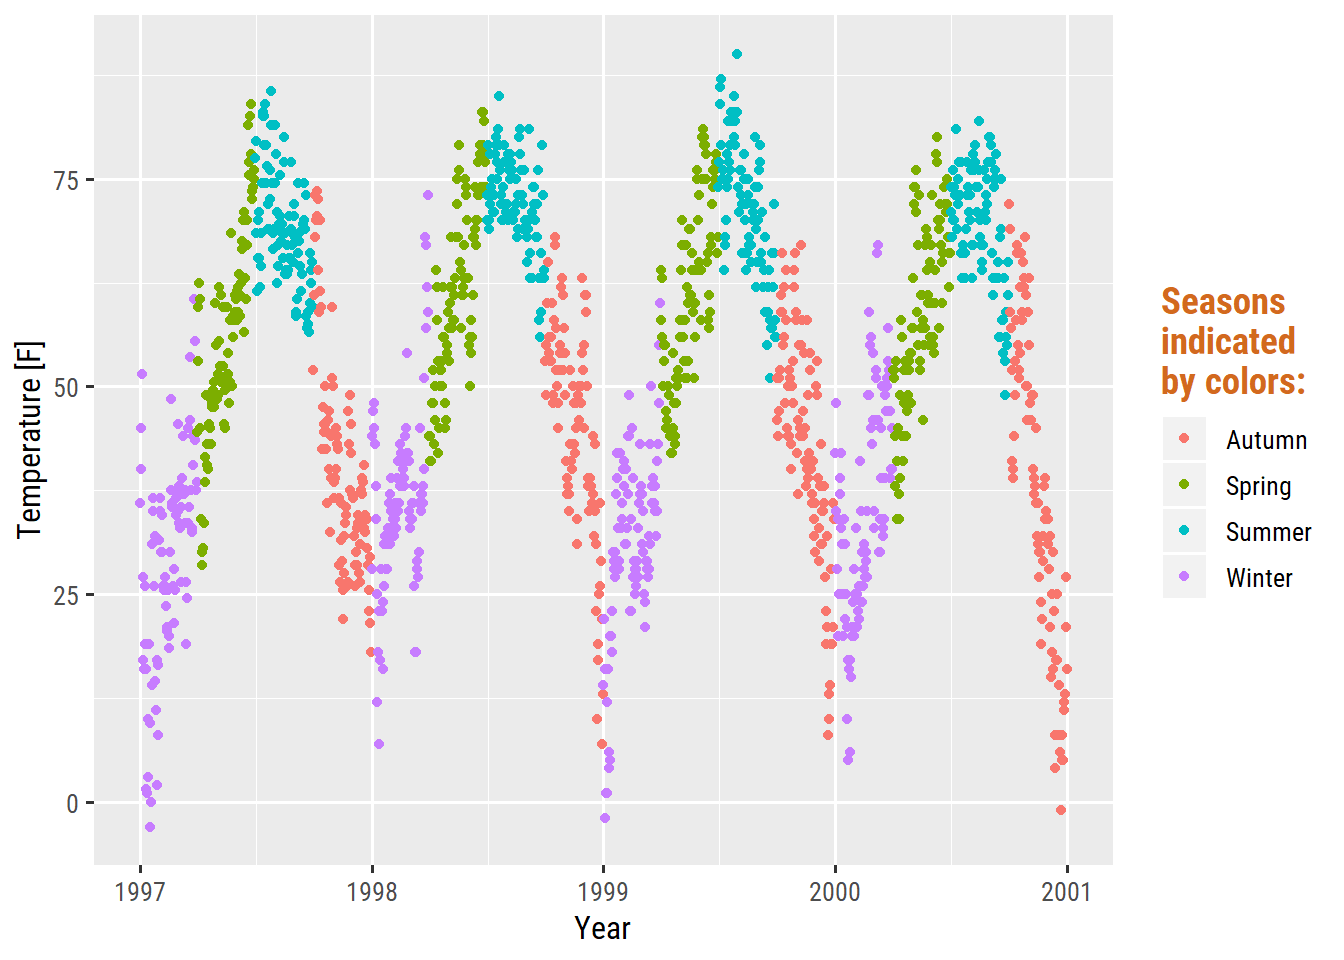 75
50
25
0
Temperature [F]
1997
1998
1999
2000
2001
Year
Seasons
indicated
by colors:
Autumn
Spring
Summer
Winter